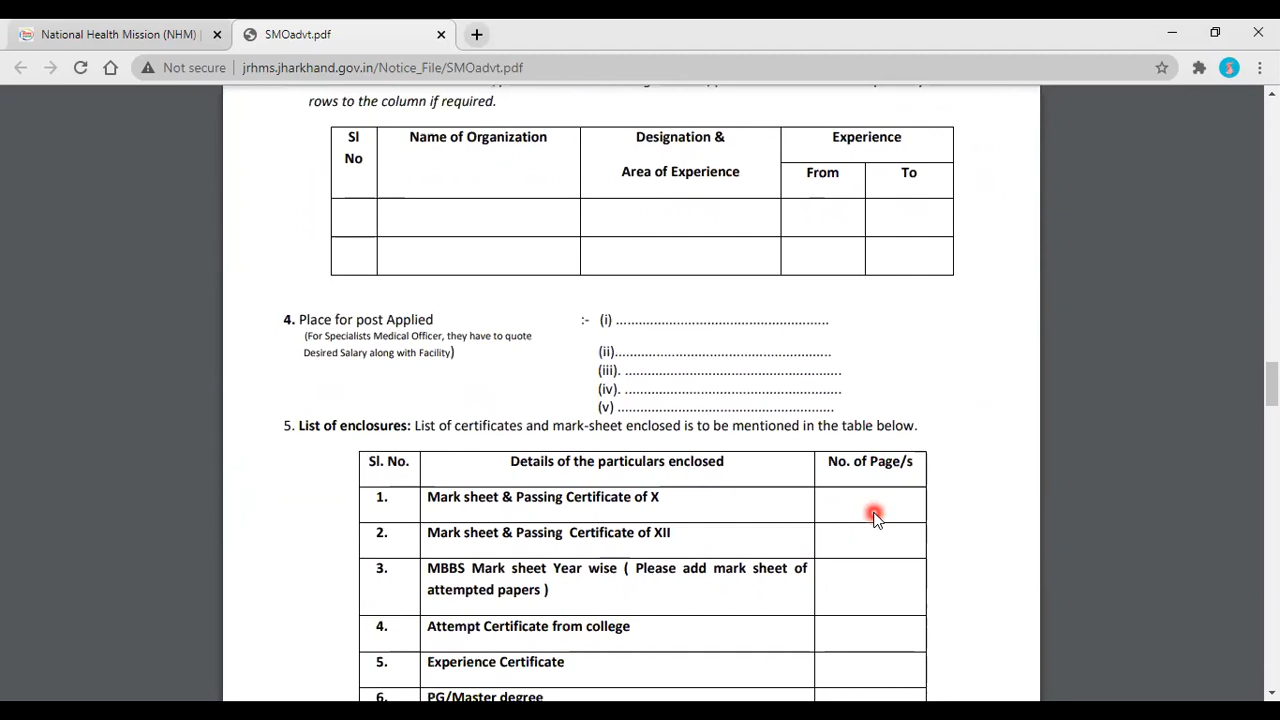 National Health Mission (NHM) |
SMOadvt.pdf
Not secure
jrhms.jharkhand.gov.in/Notice_File/SMOadvt.pdf
rows to the column if required.
Sl No Name of Organization Designation & Area of Experience Experience
From To
4. Place for post Applied :- (i) ......................................................
(For Specialists Medical Officer, they have to quote
Desired Salary along with Facility) (ii).......................................................
(iii). .......................................................
(iv). .......................................................
(v) .......................................................
5. List of enclosures: List of certificates and mark-sheet enclosed is to be mentioned in the table below.
Sl. No. Details of the particulars enclosed No. of Page/s
1. Mark sheet & Passing Certificate of X
2. Mark sheet & Passing Certificate of XII
3. MBBS Mark sheet Year wise ( Please add mark sheet of
attempted papers )
4. Attempt Certificate from college
5. Experience Certificate
6. PG/Master degree